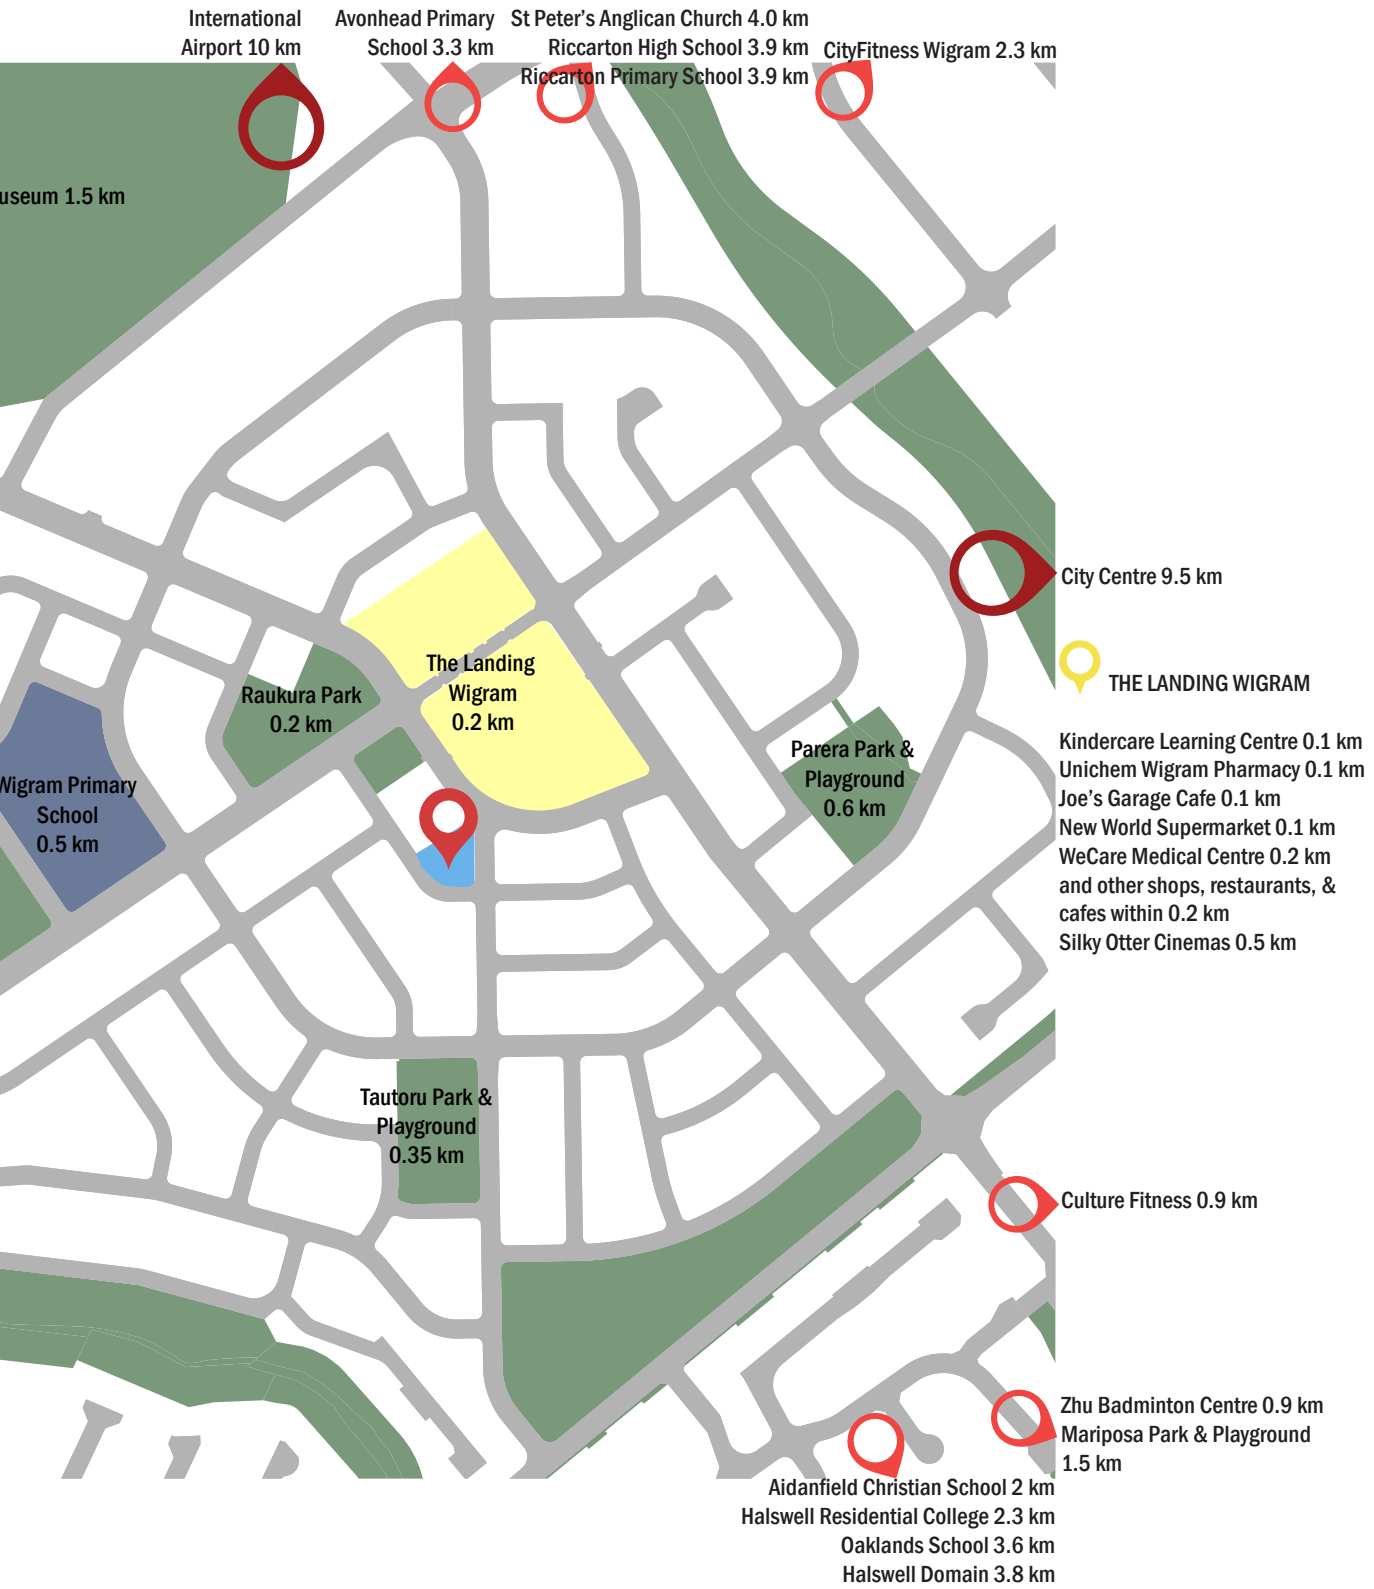 International
Airport 10 km
Avonhead Primary
School 3.3 km
St Peter's Anglican Church 4.0 km
Riccarton High School 3.9 km
Riccarton Primary School 3.9 km
CityFitness Wigram 2.3 km
useum 1.5 km
City Centre 9.5 km
The Landing
Wigram
0.2 km
Raukura Park
0.2 km
THE LANDING WIGRAM
Parera Park &
Playground
0.6 km
Kindercare Learning Centre 0.1 km
Unichem Wigram Pharmacy 0.1 km
Joe's Garage Cafe 0.1 km
New World Supermarket 0.1 km
WeCare Medical Centre 0.2 km
and other shops, restaurants, &
cafes within 0.2 km
Silky Otter Cinemas 0.5 km
Wigram Primary
School
0.5 km
Tautoru Park &
Playground
0.35 km
Culture Fitness 0.9 km
Zhu Badminton Centre 0.9 km
Mariposa Park & Playground
1.5 km
Aidanfield Christian School 2 km
Halswell Residential College 2.3 km
Oaklands School 3.6 km
Halswell Domain 3.8 km